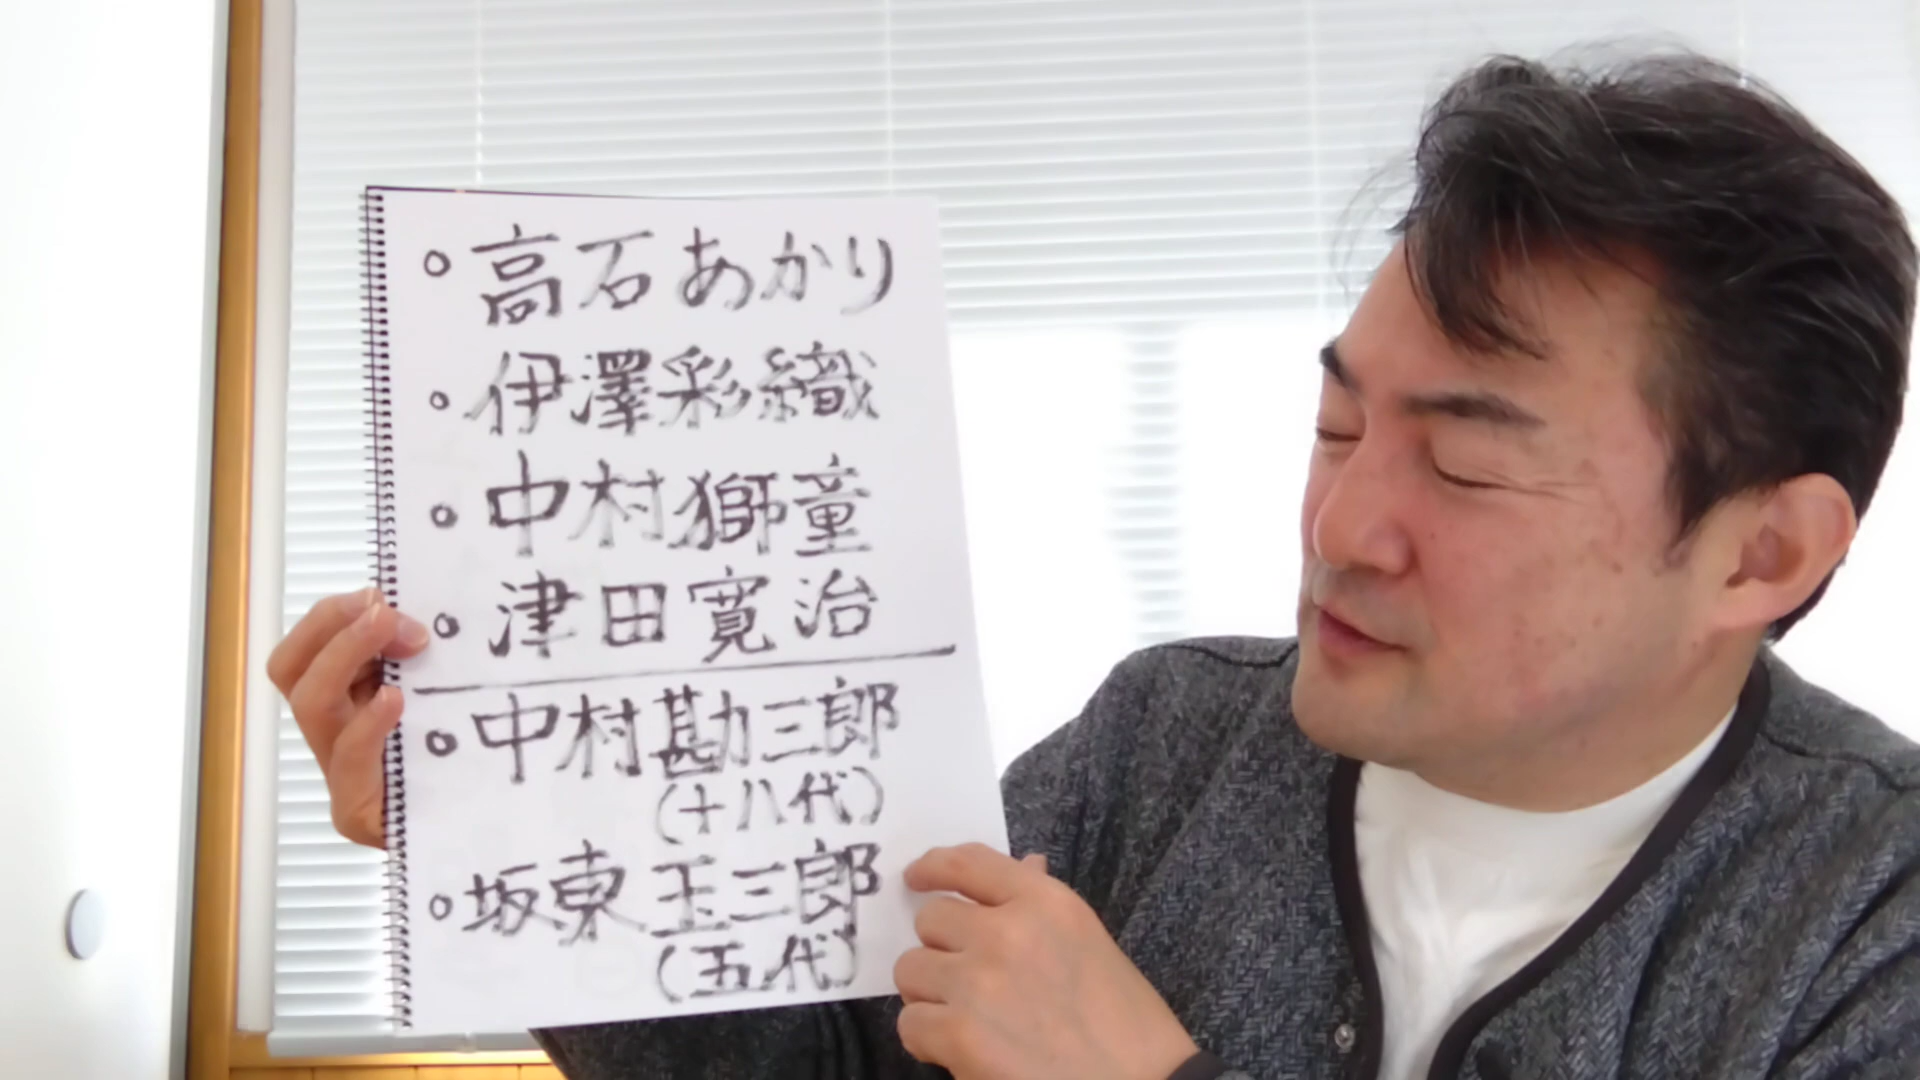 ○ 高石あかり
○ 伊澤彩織
○ 中村獅童
○ 津田寛治
○ 中村勘三郎
(十八代)
○ 坂東玉三郎
(五代)